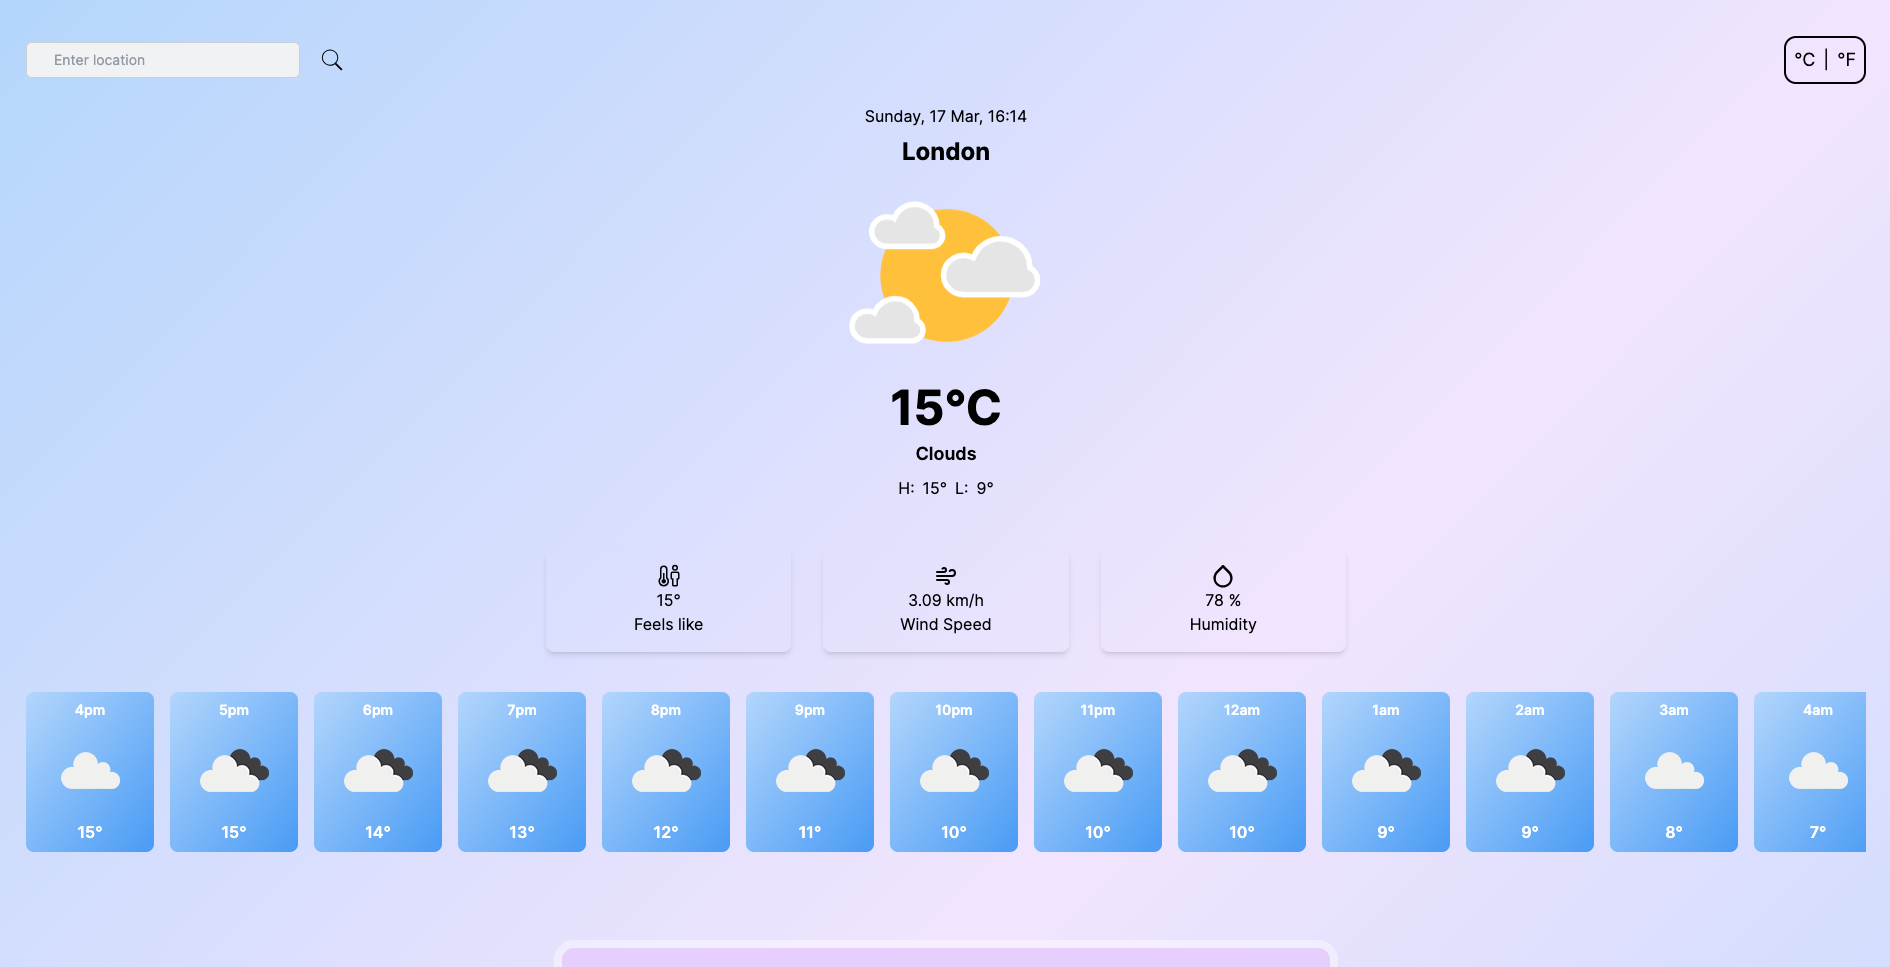 Enter location
°C | °F
Sunday, 17 Mar, 16:14
London
15°C
Clouds
H: 15° L: 9°
15°
Feels like
3.09 km/h
Wind Speed
78 %
Humidity
4pm
15°
5pm
15°
6pm
14°
7pm
13°
8pm
12°
9pm
11°
10pm
10°
11pm
10°
12am
10°
1am
9°
2am
9°
3am
8°
4am
7°